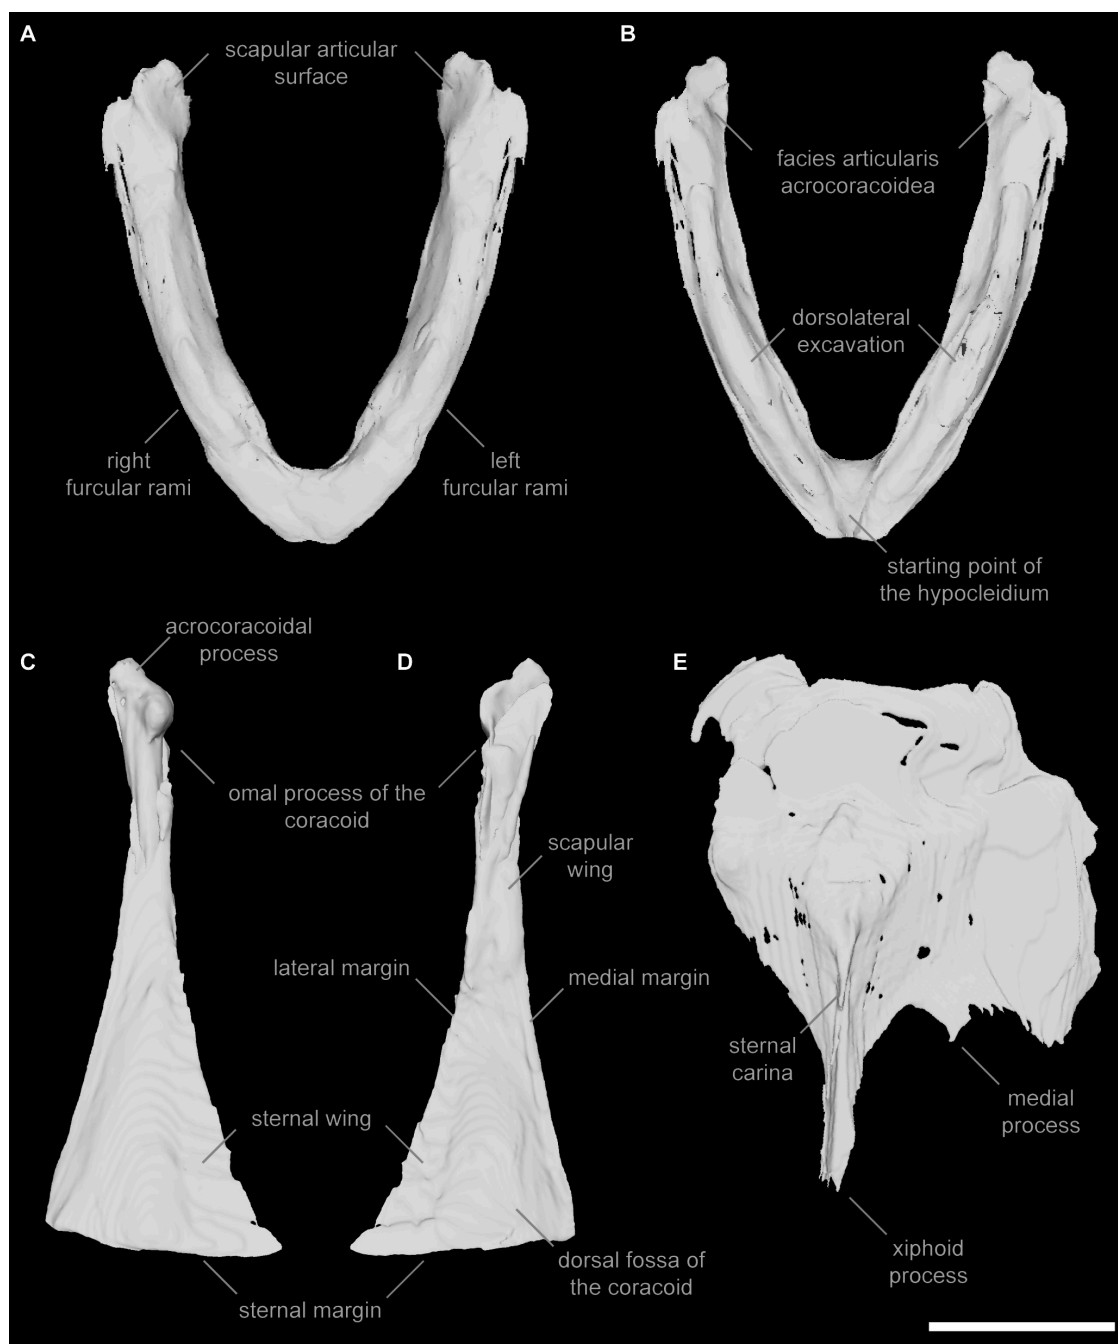 A
scapular articular
surface
right
furcular rami
left
furcular rami
B
facies articularis
acrocoracoidea
dorsolateral
excavation
starting point of
the hypocleidium
C
acrocoracoidal
process
D
omal process of the
coracoid
scapular
wing
lateral margin
medial margin
sternal wing
dorsal fossa of
the coracoid
sternal margin
E
sternal
carina
medial
process
xiphoid
process